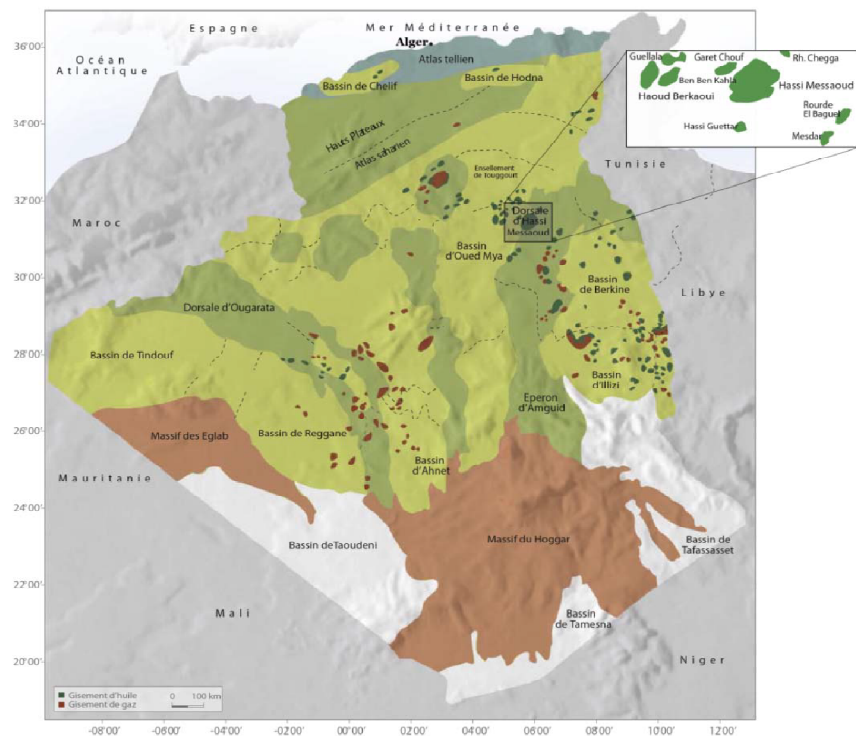 Espagne
Mer Méditerranée
36°00'
Alger
Océan
Atlantique
Atlas tellien
Bassin de Chelif
Bassin de Hodna
Guellala
Garet Chouf
Rh. Chegga
Ben Ben Kahla
Hassi Messaoud
Haoud Berkaoui
Rourde
El Baguel
Hassi Guettar
Mesdar
34°00'
Hauts Plateaux
Atlas saharien
Ensellement
de Touggourt
Tunisie
32°00'
Maroc
Dorsale
d'Hassi
Messaoud
Bassin
d'Oued Mya
30°00'
Bassin
de Berkine
Libye
Dorsale d'Ougarata
28°00'
Bassin de Tindouf
Bassin
d'Illizi
Eperon
d'Amguid
26°00'
Massif des Eglab
Bassin de Reggane
Bassin
d'Ahnet
Mauritanie
24°00'
Bassin de Taoudeni
Massif du Hoggar
Bassin de
Tafassasset
22°00'
Mali
Bassin
de Tamesna
20°00'
Niger
Gisement d'huile
Gisement de gaz
0 100 km
-08°00' -06°00' -04°00' -02°00' 00°00' 02°00' 04°00' 06°00' 08°00' 10°00' 12°00'